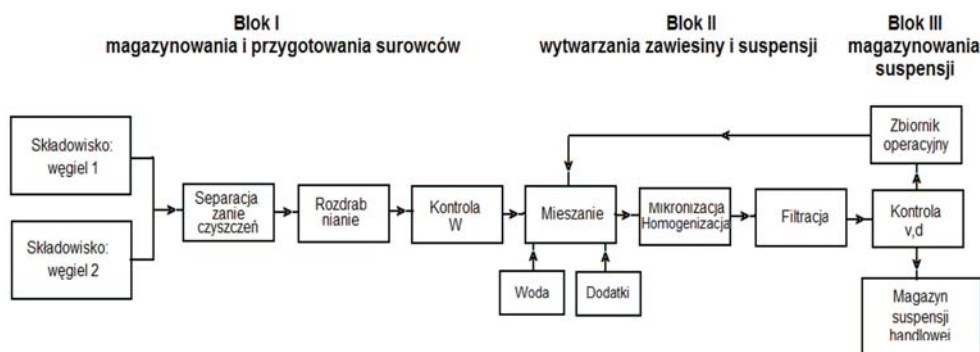 Blok I
magazynowania i przygotowania surowców
Blok II
wytwarzania zawiesiny i suspensji
Blok III
magazynowania
suspensji
Składowisko:
węgiel 1
Składowisko:
węgiel 2
Separacja
zanie
czyszczeń
Rozdrab
nianie
Kontrola
W
Mieszanie
Woda
Dodatki
Mikronizacja
Homogenizacja
Filtracja
Zbiornik
operacyjny
Kontrola
v,d
Magazyn
suspensji
handlowej